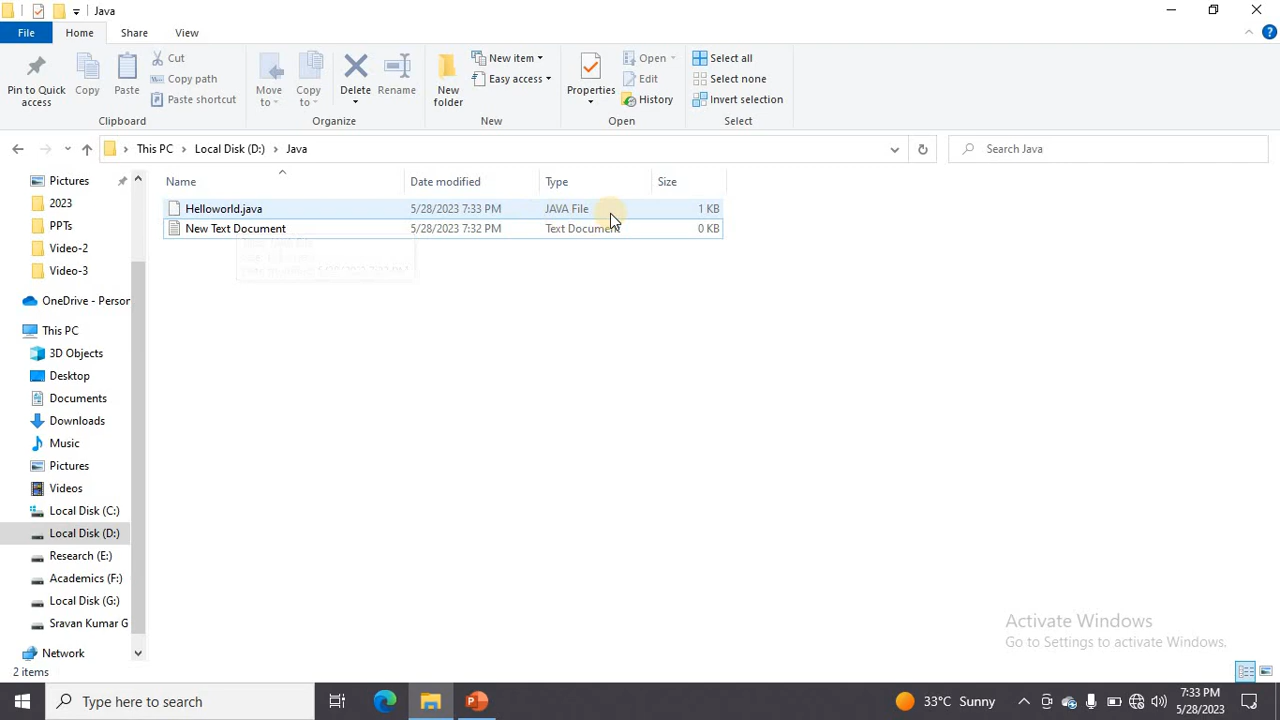 Java
File Home Share View
Pin to Quick access
Copy
Paste
Cut
Copy path
Paste shortcut
Clipboard
Move to
Copy to
Delete
Rename
Organize
New folder
New item
Easy access
New
Properties
Open
Edit
History
Open
Select all
Select none
Invert selection
Select
This PC Local Disk (D:) Java
Search Java
Name Date modified Type Size
Helloworld.java 5/28/2023 7:33 PM JAVA File 1 KB
New Text Document 5/28/2023 7:32 PM Text Document 0 KB
Pictures
2023
PPTs
Video-2
Video-3
OneDrive - Person
This PC
3D Objects
Desktop
Documents
Downloads
Music
Pictures
Videos
Local Disk (C:)
Local Disk (D:)
Research (E:)
Academics (F:)
Local Disk (G:)
Sravan Kumar G
Network
Activate Windows
Go to Settings to activate Windows.
2 items
Type here to search
33°C Sunny
7:33 PM
5/28/2023